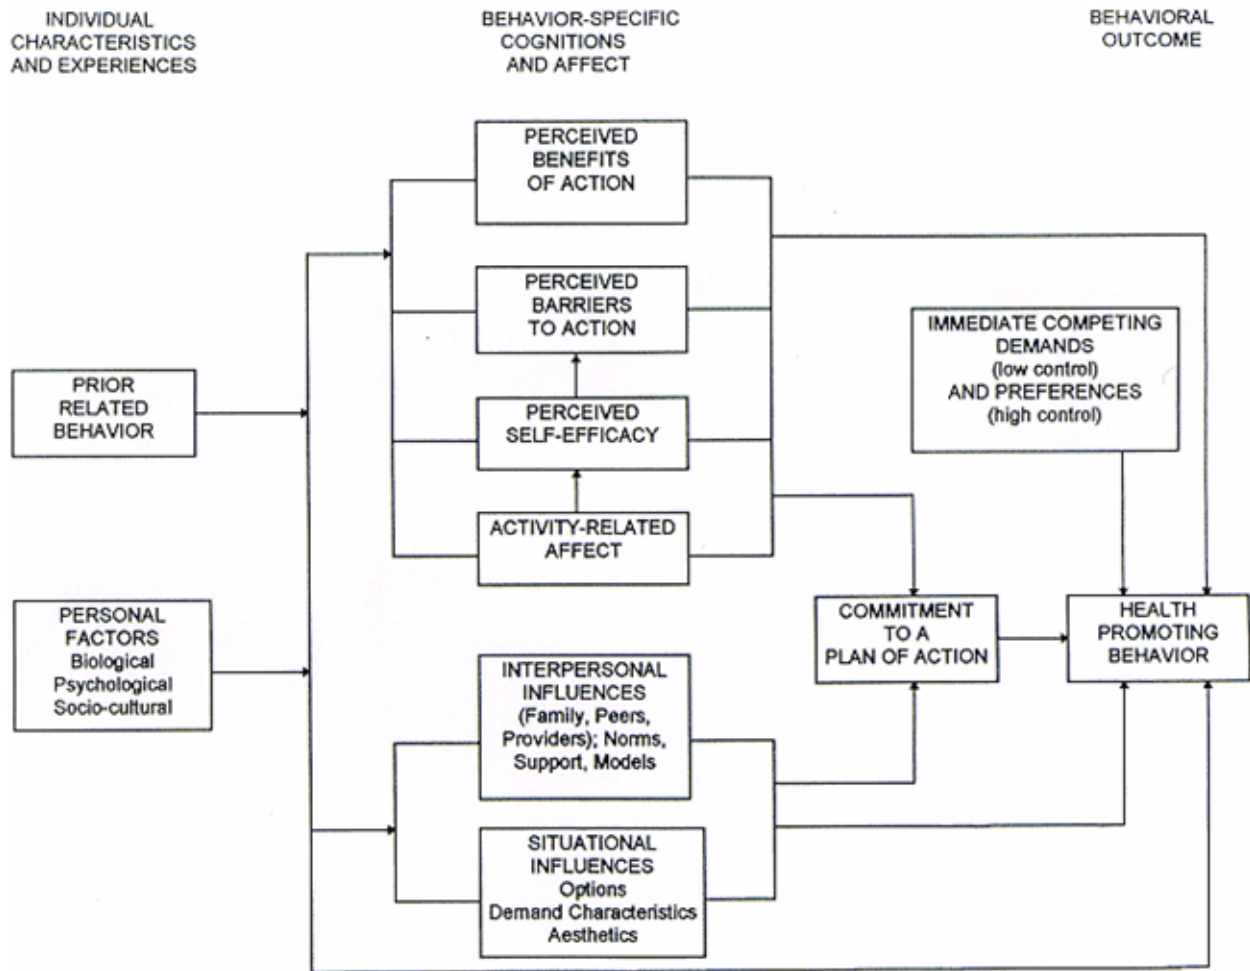 INDIVIDUAL
CHARACTERISTICS
AND EXPERIENCES
BEHAVIOR-SPECIFIC
COGNITIONS
AND AFFECT
BEHAVIORAL
OUTCOME
PERCEIVED
BENEFITS
OF ACTION
PERCEIVED
BARRIERS
TO ACTION
IMMEDIATE COMPETING
DEMANDS
(low control)
AND PREFERENCES
(high control)
PRIOR
RELATED
BEHAVIOR
PERCEIVED
SELF-EFFICACY
ACTIVITY-RELATED
AFFECT
PERSONAL
FACTORS
Biological
Psychological
Socio-cultural
COMMITMENT
TO A
PLAN OF ACTION
HEALTH
PROMOTING
BEHAVIOR
INTERPERSONAL
INFLUENCES
(Family, Peers,
Providers); Norms,
Support, Models
SITUATIONAL
INFLUENCES
Options
Demand Characteristics
Aesthetics